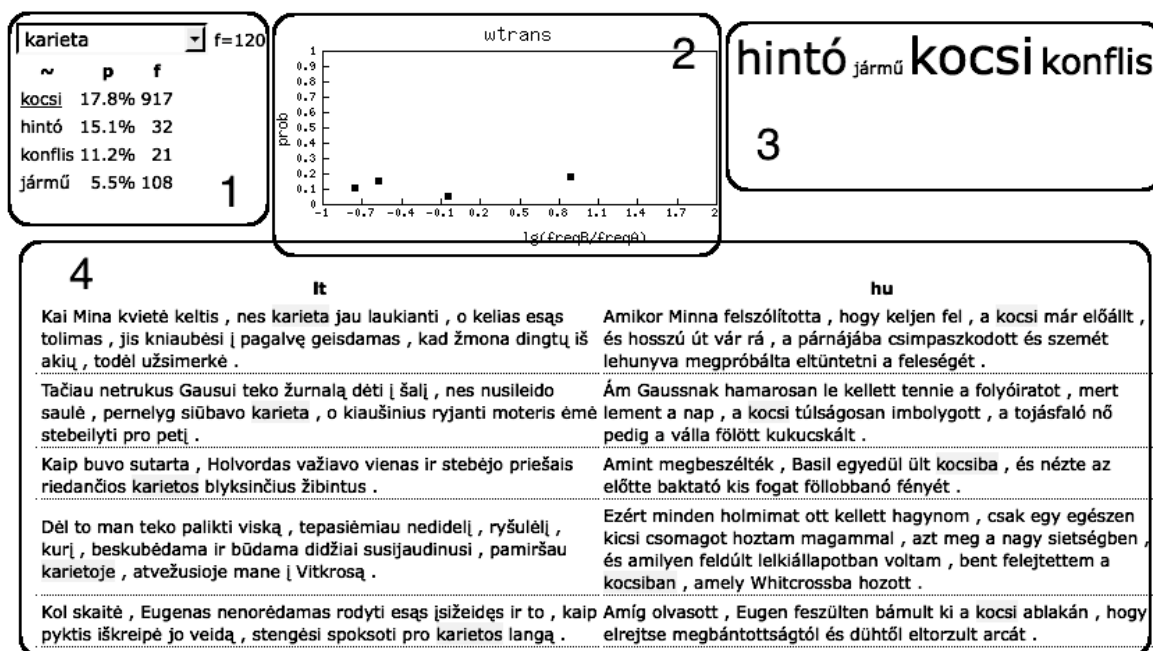 karieta f=120
~ p f
kocsi 17.8% 917
hintó 15.1% 32
konflis 11.2% 21
jármű 5.5% 108
1
wtrans
2
prob
1
0.9
0.8
0.7
0.6
0.5
0.4
0.3
0.2
0.1
0
-1 -0.7 -0.4 -0.1 0.2 0.5 0.8 1.1 1.4 1.7 2
lg(freqB/freqA)
hintó jármű kocsi konflis
3
4
lt
Kai Mina kvietė keltis , nes karieta jau laukianti , o kelias esąs
tolimas , jis kniaubėsi į pagalvę geisdamas , kad žmona dingtų iš
akių , todėl užsimerkė .
Tačiau netrukus Gausui teko žurnalą dėti į šalį , nes nusileido
saulė , pernelyg siūbavo karieta , o kiaušinius ryjanti moteris ėmė
stebeilyti pro petį .
Kaip buvo sutarta , Holvordas važiavo vienas ir stebėjo priešais
riedančios karietos blyksinčius žibintus .
Dėl to man teko palikti viską , tepasiėmiau nedidelį , ryšulėlį ,
kurį , beskubėdama ir būdama didžiai susijaudinusi , pamiršau
karietoje , atvežusioje mane į Vitkrosą .
Kol skaitė , Eugenas nenorėdamas rodyti esąs įsižeidęs ir to , kaip
pyktis iškreipė jo veidą , stengėsi spoksoti pro karietos langą .
hu
Amikor Minna felszólította , hogy keljen fel , a kocsi már előállt ,
és hosszú út vár rá , a párnájába csimpaszkodott és szemét
lehunyva megpróbálta eltüntetni a feleségét .
Ám Gaussnak hamarosan le kellett tennie a folyóiratot , mert
lement a nap , a kocsi túlságosan imbolygott , a tojásfaló nő
pedig a válla fölött kukucskált .
Amint megbeszélték , Basil egyedül ült kocsiba , és nézte az
előtte baktató kis fogat föllobbanó fényét .
Ezért minden holmimat ott kellett hagynom , csak egy egészen
kicsi csomagot hoztam magammal , azt meg a nagy sietségben ,
és amilyen feldúlt lelkiállapotban voltam , bent felejtettem a
kocsiban , amely Whitcrossba hozott .
Amíg olvasott , Eugen feszülten bámult ki a kocsi ablakán , hogy
elrejtse megbántottságtól és dühtől eltorzult arcát .